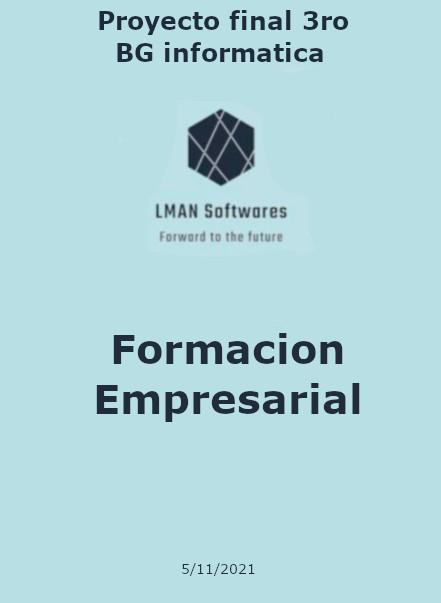 Proyecto final 3ro
BG informatica
LMAN Softwares
Forward to the future
Formacion
Empresarial
5/11/2021